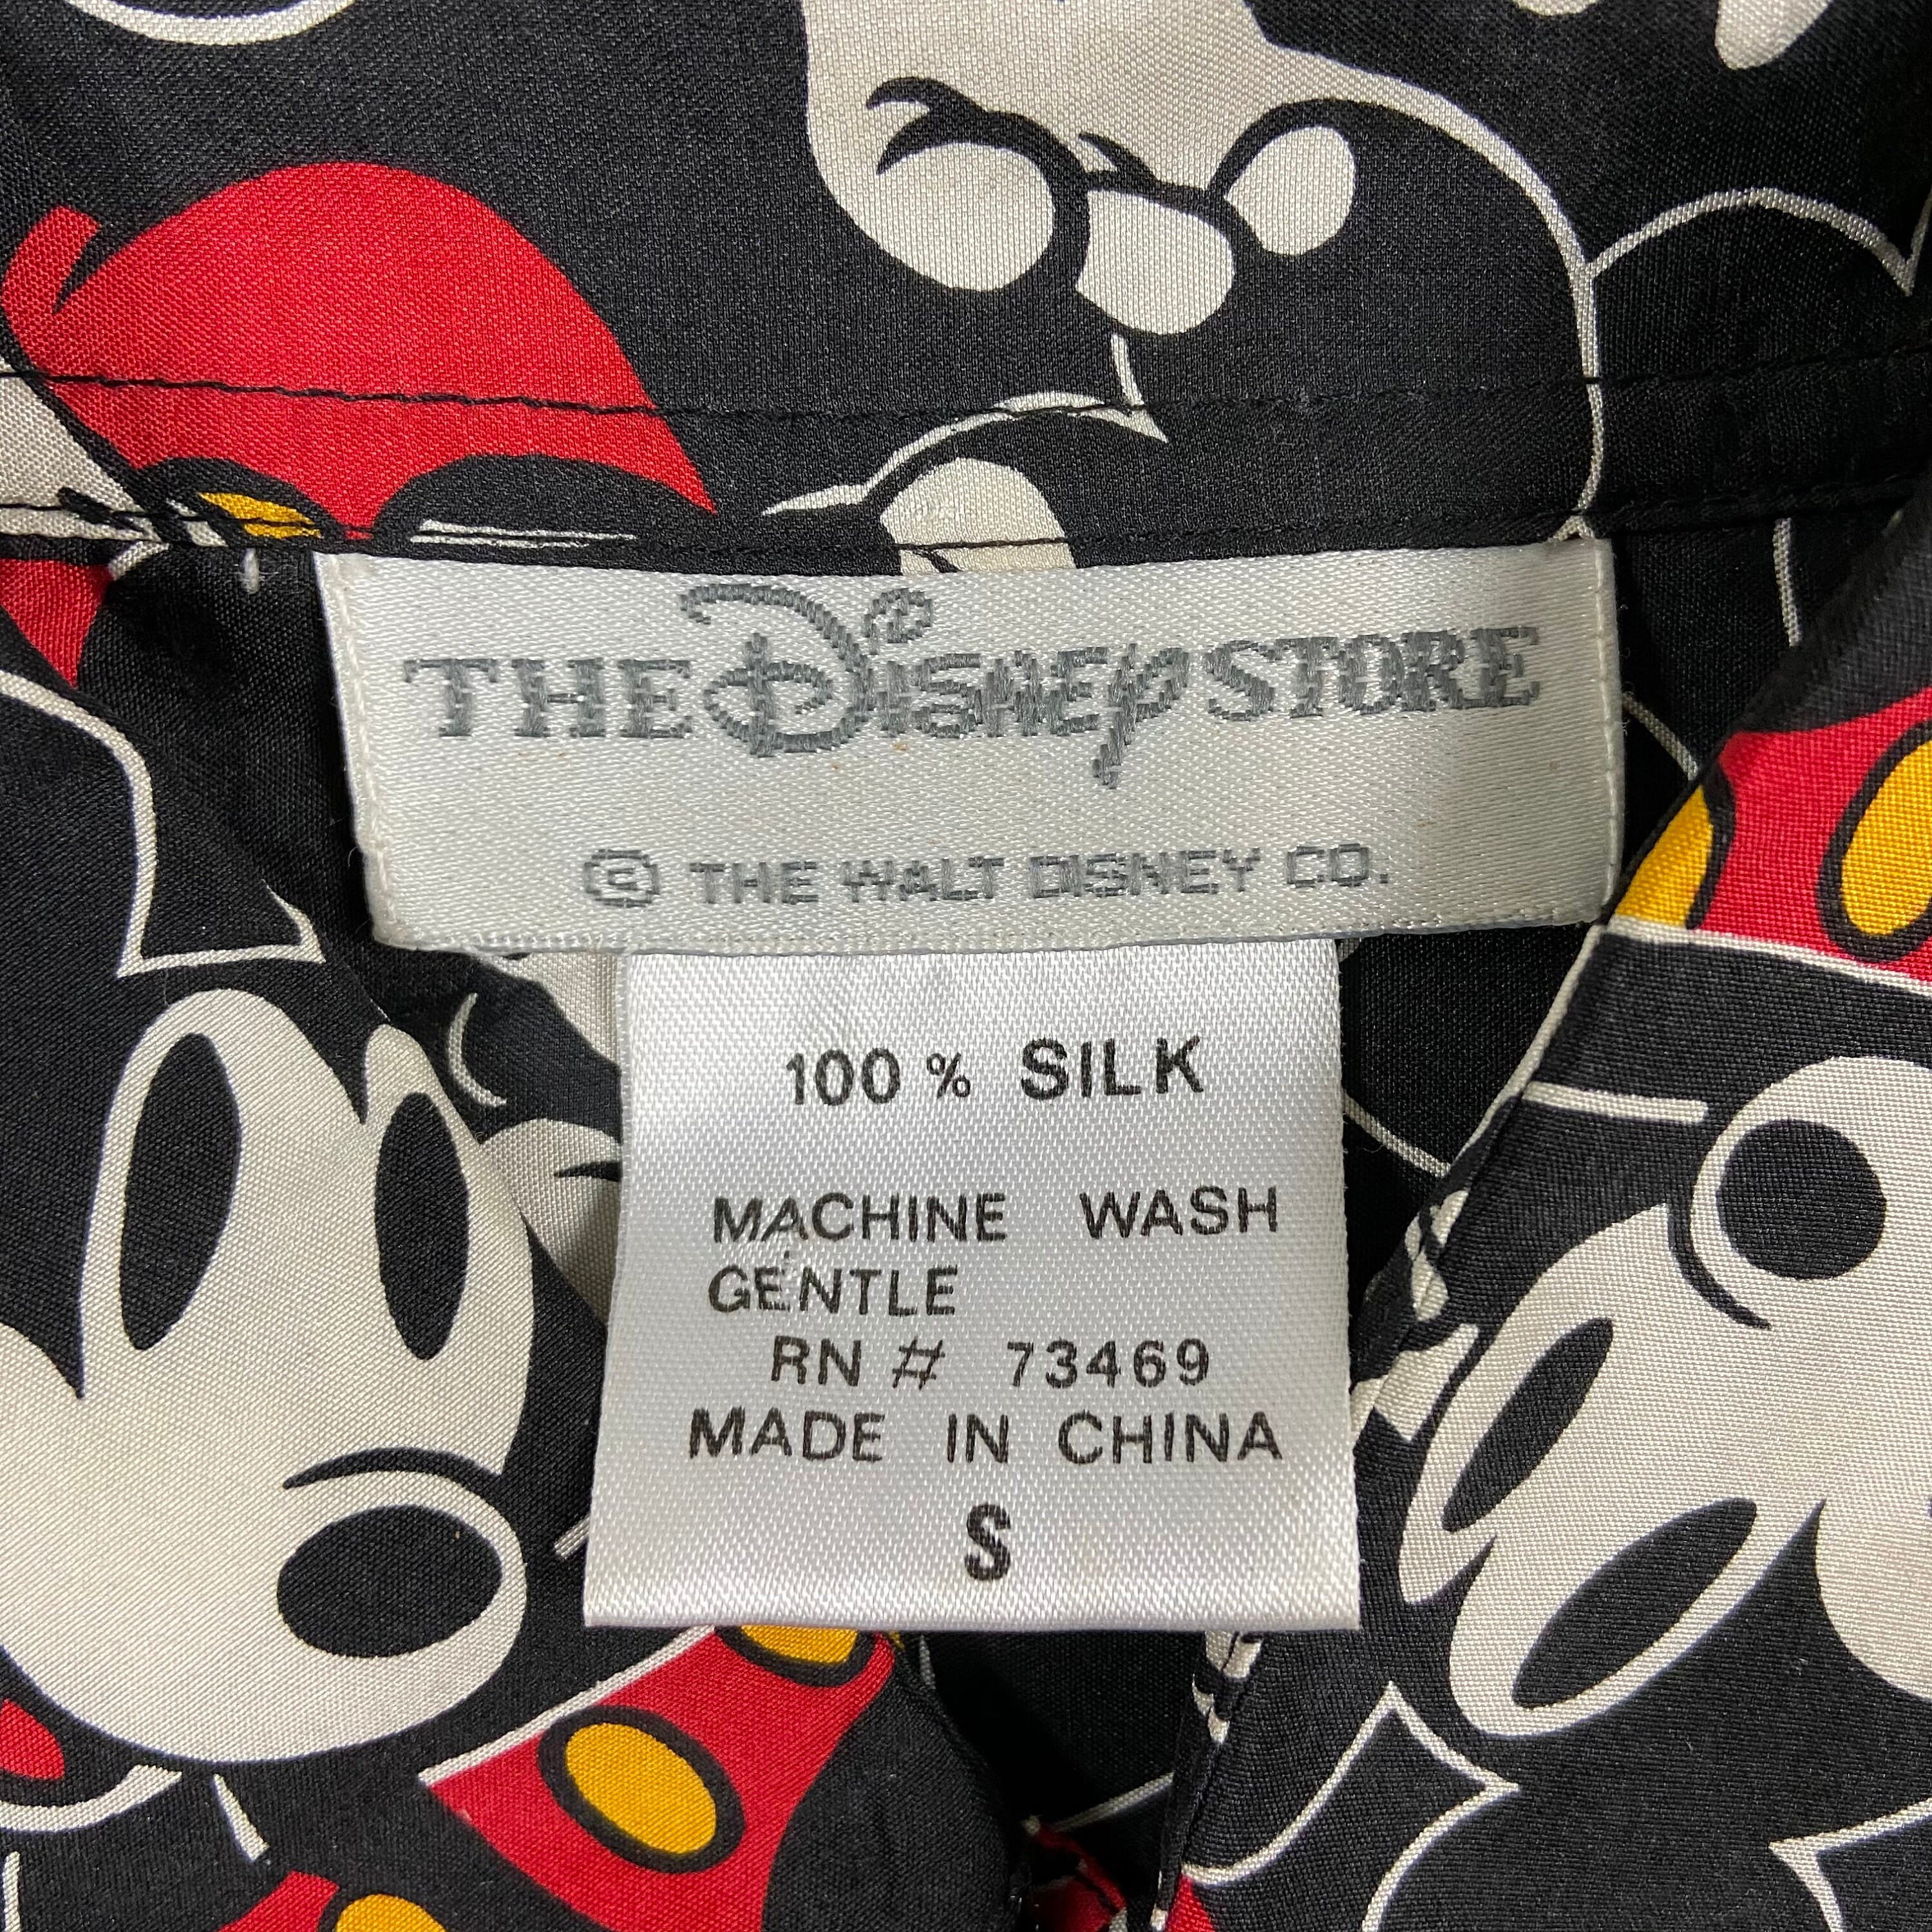 THE DISNEY STORE
© THE WALT DISNEY CO.
100 % SILK
MACHINE WASH
GENTLE
RN # 73469
MADE IN CHINA
S